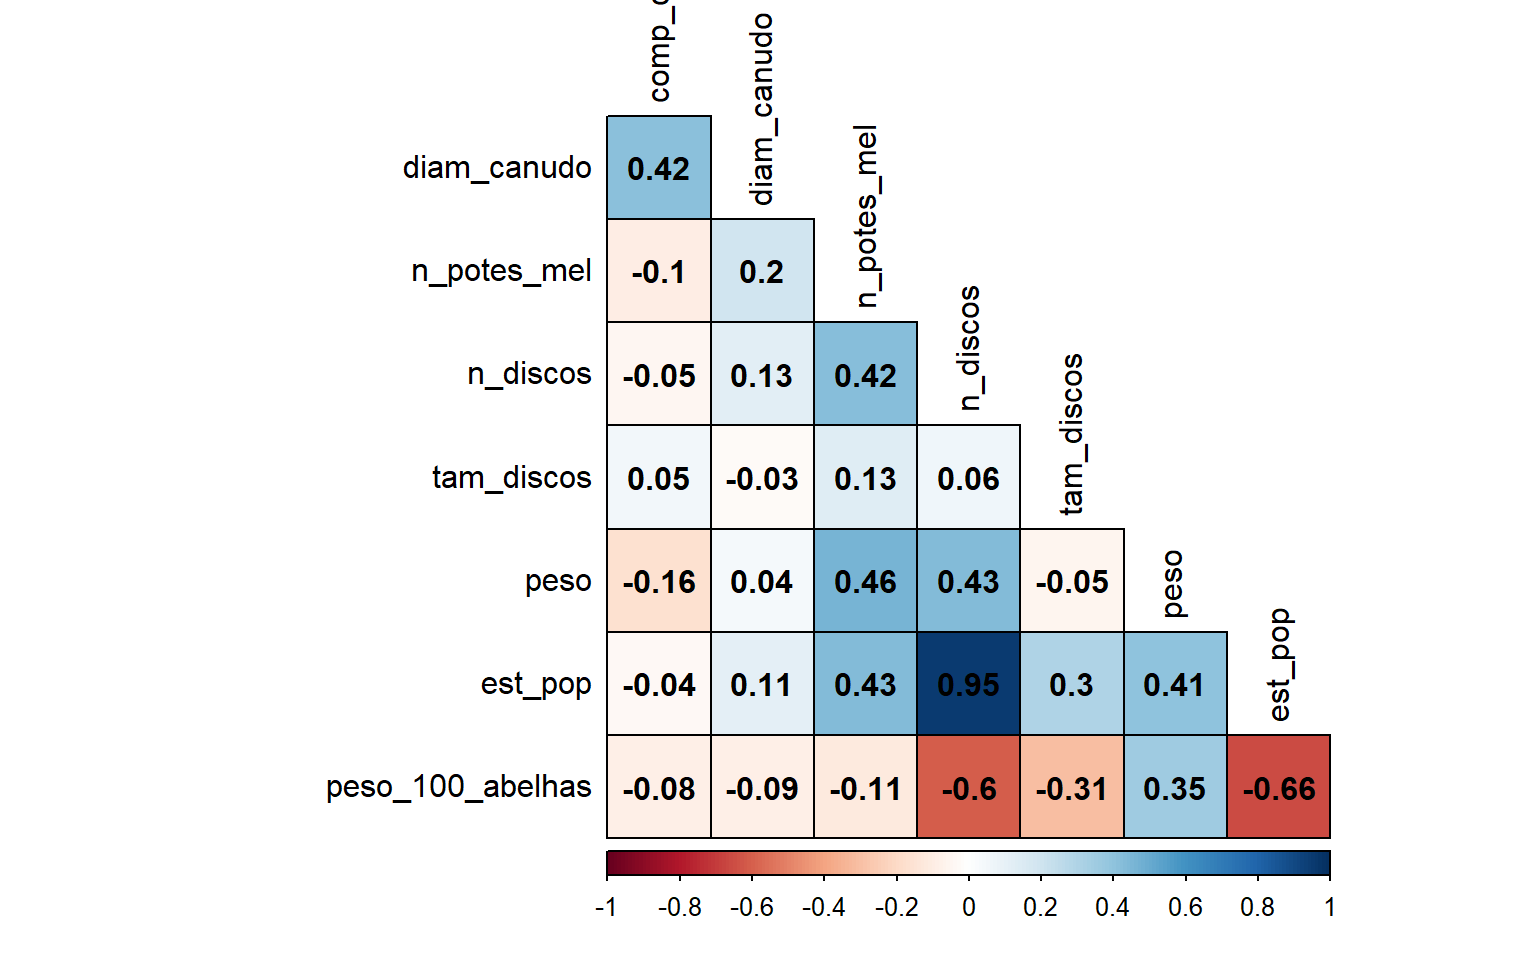 diam_canudo
n_potes_mel
n_discos
tam_discos
peso
est_pop
diam_canudo 0.42
n_potes_mel -0.1 0.2
n_discos -0.05 0.13 0.42
tam_discos 0.05 -0.03 0.13 0.06
peso -0.16 0.04 0.46 0.43 -0.05
est_pop -0.04 0.11 0.43 0.95 0.3 0.41
peso_100_abelhas -0.08 -0.09 -0.11 -0.6 -0.31 0.35 -0.66
-1 -0.8 -0.6 -0.4 -0.2 0 0.2 0.4 0.6 0.8 1